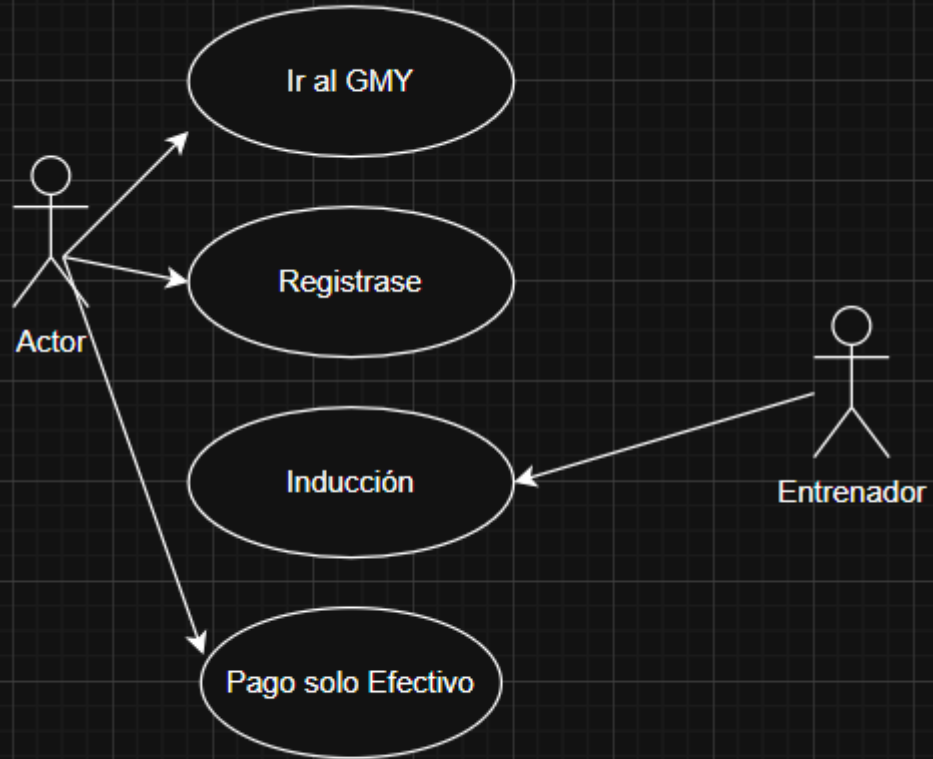 Ir al GMY
Registrase
Actor
Inducción
Entrenador
Pago solo Efectivo